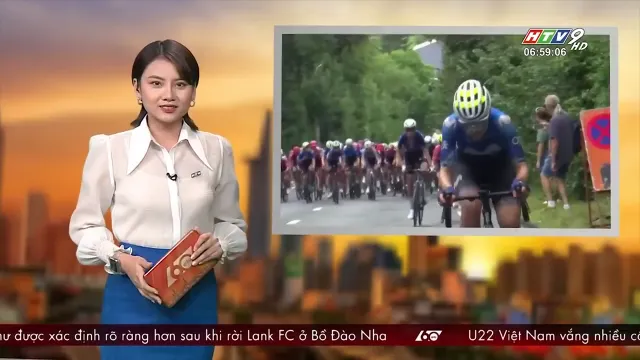 HTV9 HD
06:59:06
ư được xác định rõ ràng hơn sau khi rời Lank FC ở Bồ Đào Nha
60
U22 Việt Nam vắng nhiều